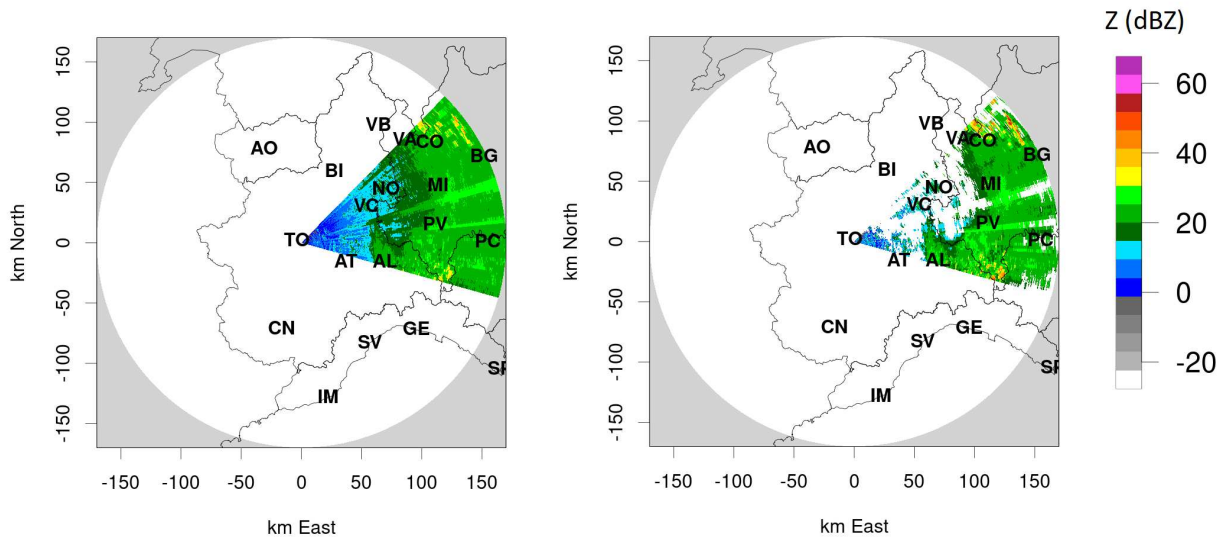 Z (dBZ)
150
100
50
0
-50
-100
-150
km North
AO
BI
VB
VA
CO
BG
NO
MI
VC
PV
TO
PC
AT
AL
CN
GE
SV
IM
SP
-150
-100
-50
0
50
100
150
km East
150
100
50
0
-50
-100
-150
km North
AO
BI
VB
VA
CO
BG
NO
MI
VC
PV
TO
PC
AT
AL
CN
GE
SV
IM
-150
-100
-50
0
50
100
150
km East
60
40
20
0
-20